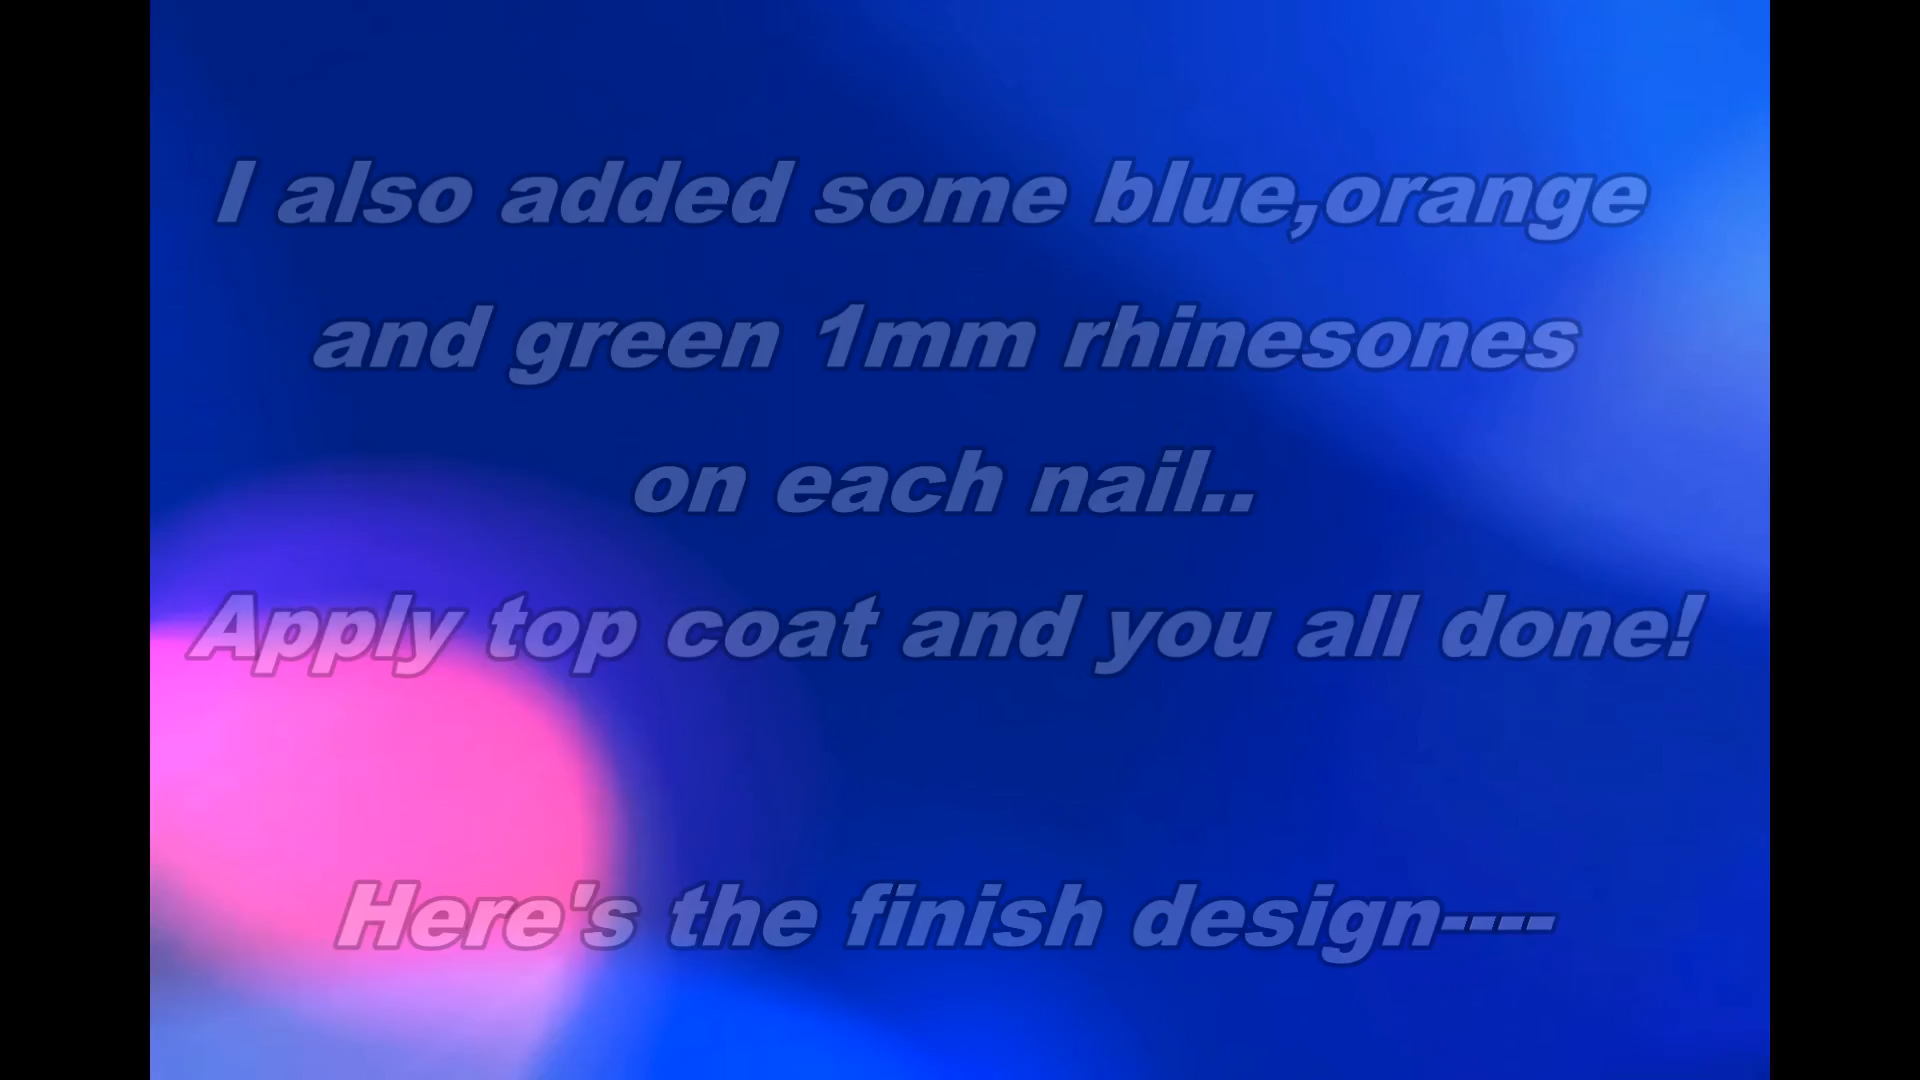 I also added some blue,orange
and green 1mm rhinesones
on each nail..
Apply top coat and you all done!
Here's the finish design----